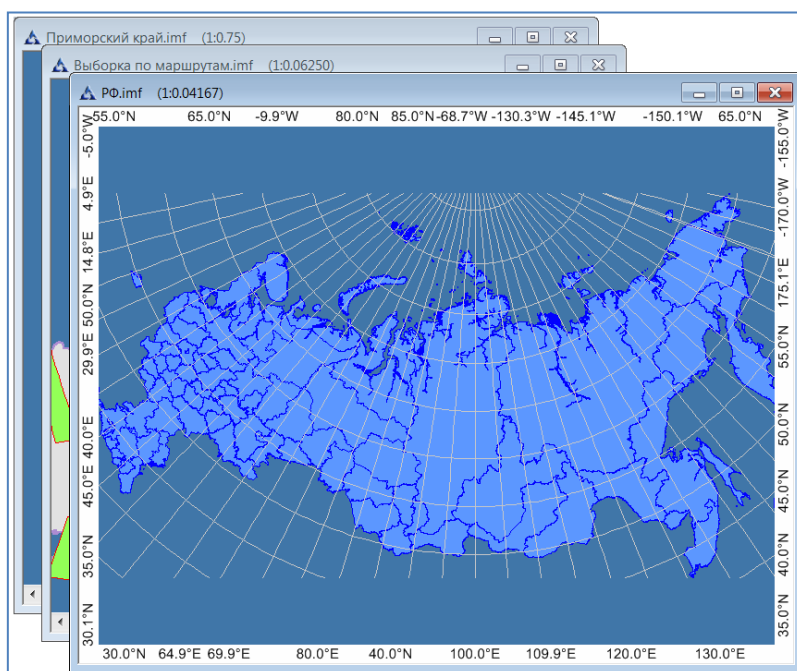 Приморский край.imf (1:0.75)
Выборка по маршрутам.imf (1:0.06250)
РФ.imf (1:0.04167)
55.0°N 65.0°N -9.9°W 80.0°N 85.0°N -68.7°W -130.3°W -145.1°W -150.1°W 65.0°N
-5.0°W
4.9°E
14.8°E
50.0°N
29.9°E
40.0°E
45.0°E
35.0°N
30.1°N
-155.0°W
-170.0°W
175.1°E
55.0°N
50.0°N
45.0°N
40.0°N
35.0°N
30.0°N 64.9°E 69.9°E 80.0°E 40.0°N 100.0°E 109.9°E 120.0°E 130.0°E